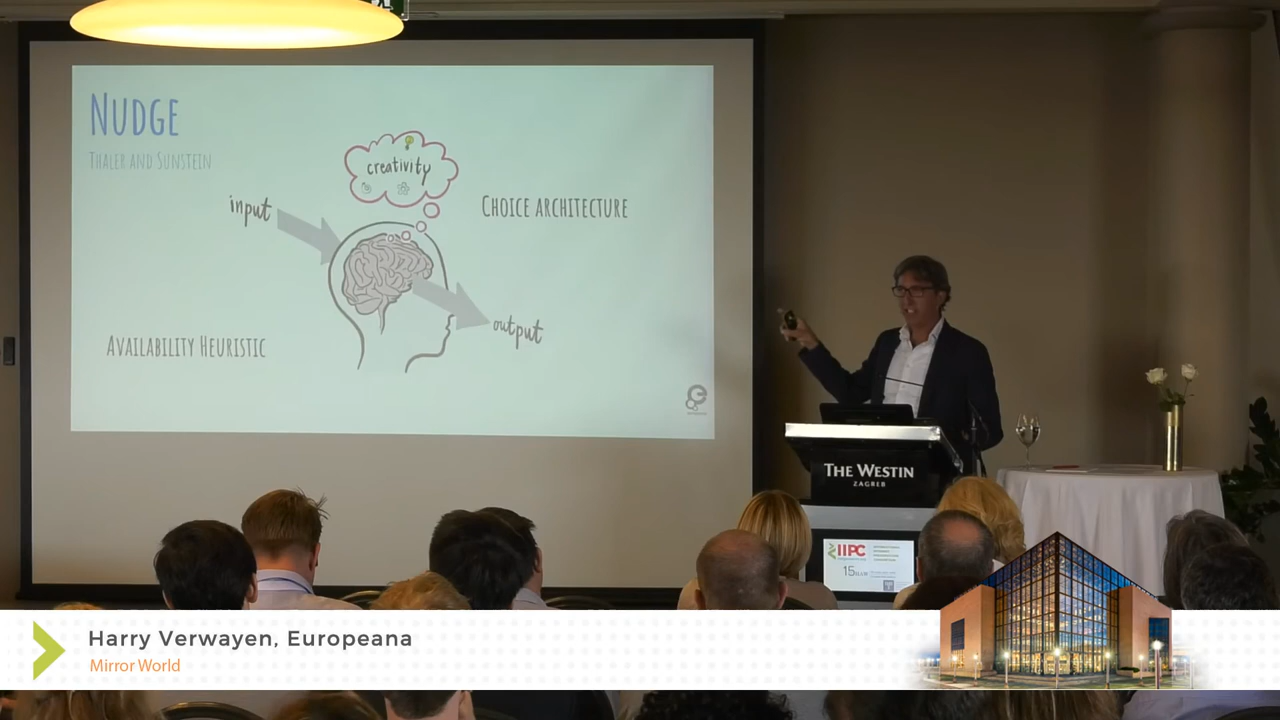 NUDGE
THALER AND SUNSTEIN
creativity
input
CHOICE ARCHITECTURE
output
AVAILABILITY HEURISTIC
THE WESTIN
ZAGREB
IIPC
15
Harry Verwayen, Europeana
Mirror World